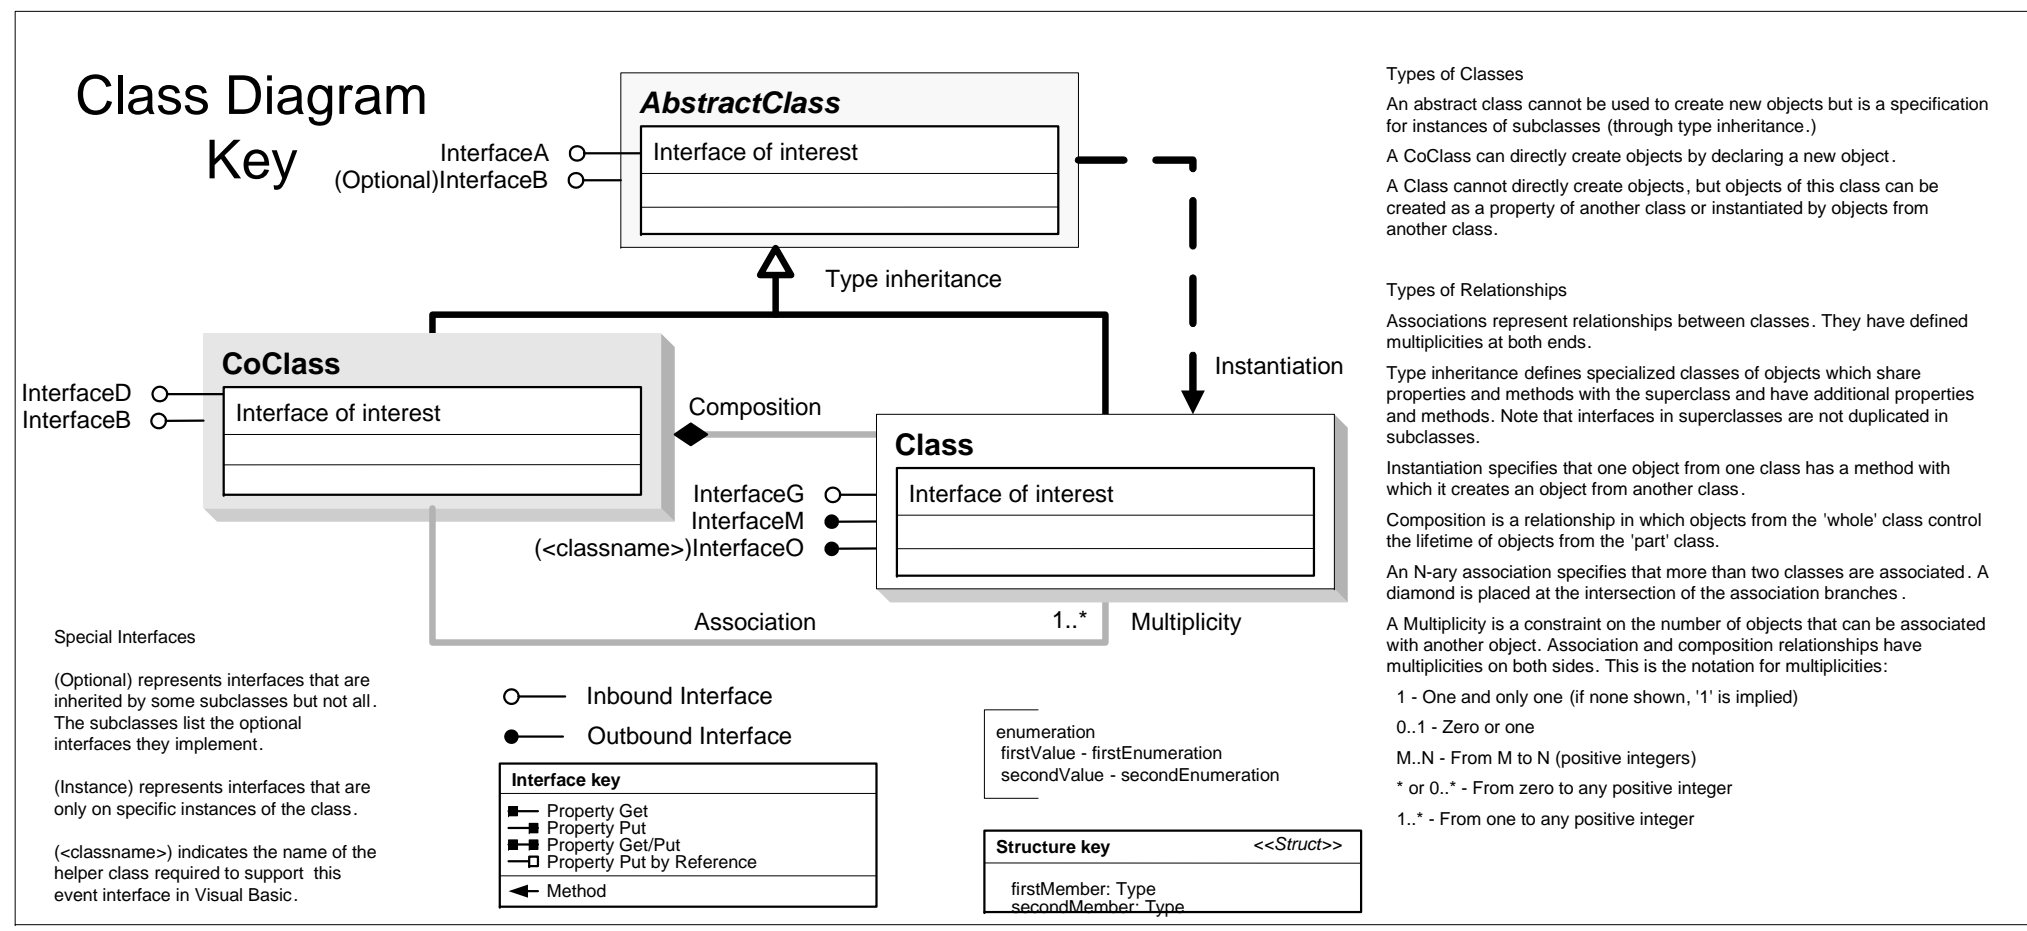 Class Diagram
Key
AbstractClass
Interface of interest
InterfaceA
(Optional)InterfaceB
Type inheritance
CoClass
Interface of interest
InterfaceD
InterfaceB
Composition
Instantiation
Class
Interface of interest
InterfaceG
InterfaceM
(<classname>)InterfaceO
Association
1..*
Multiplicity
Special Interfaces
(Optional) represents interfaces that are
inherited by some subclasses but not all.
The subclasses list the optional
interfaces they implement.
(Instance) represents interfaces that are
only on specific instances of the class.
(<classname>) indicates the name of the
helper class required to support this
event interface in Visual Basic.
Inbound Interface
Outbound Interface
Interface key
Property Get
Property Put
Property Get/Put
Property Put by Reference
Method
enumeration
firstValue - firstEnumeration
secondValue - secondEnumeration
Structure key <<Struct>>
firstMember: Type
secondMember: Type
Types of Classes
An abstract class cannot be used to create new objects but is a specification
for instances of subclasses (through type inheritance.)
A CoClass can directly create objects by declaring a new object.
A Class cannot directly create objects, but objects of this class can be
created as a property of another class or instantiated by objects from
another class.
Types of Relationships
Associations represent relationships between classes. They have defined
multiplicities at both ends.
Type inheritance defines specialized classes of objects which share
properties and methods with the superclass and have additional properties
and methods. Note that interfaces in superclasses are not duplicated in
subclasses.
Instantiation specifies that one object from one class has a method with
which it creates an object from another class.
Composition is a relationship in which objects from the 'whole' class control
the lifetime of objects from the 'part' class.
An N-ary association specifies that more than two classes are associated. A
diamond is placed at the intersection of the association branches.
A Multiplicity is a constraint on the number of objects that can be associated
with another object. Association and composition relationships have
multiplicities on both sides. This is the notation for multiplicities:
1 - One and only one (if none shown, '1' is implied)
0..1 - Zero or one
M..N - From M to N (positive integers)
* or 0..* - From zero to any positive integer
1..* - From one to any positive integer